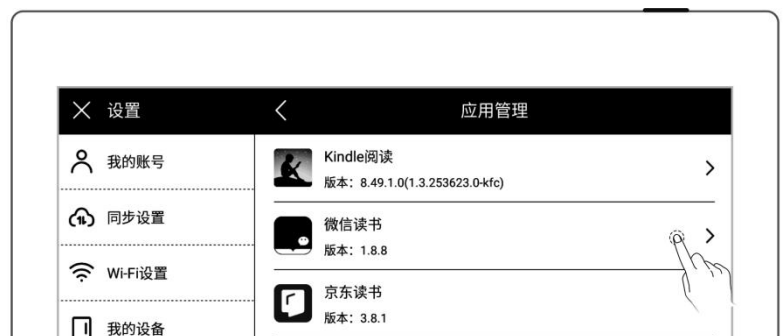 设置
应用管理
我的账号
同步设置
Wi-Fi设置
我的设备
Kindle阅读
版本：8.49.1.0(1.3.253623.0-kfc)
微信读书
版本：1.8.8
京东读书
版本：3.8.1